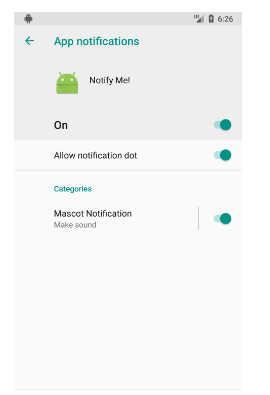 6:26
App notifications
Notify Me!
On
Allow notification dot
Categories
Mascot Notification
Make sound